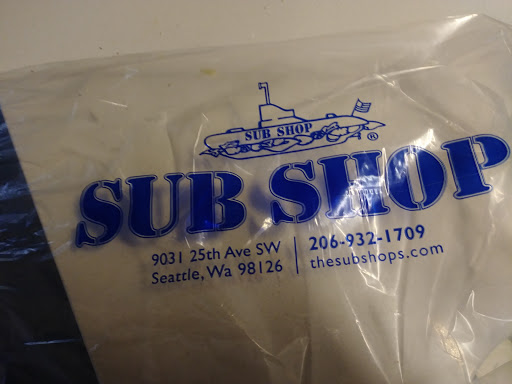 SUB SHOP
®
SUB SHOP
9031 25th Ave SW
Seattle, Wa 98126
206-932-1709
thesubshops.com